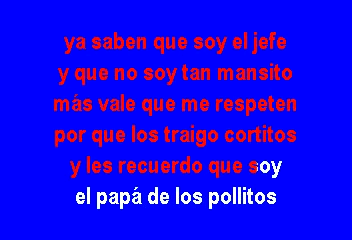 ya saben que soy el jefe
y que no soy tan mansito
más vale que me respeten
por que los traigo cortitos
y les recuerdo que soy
el papá de los pollitos